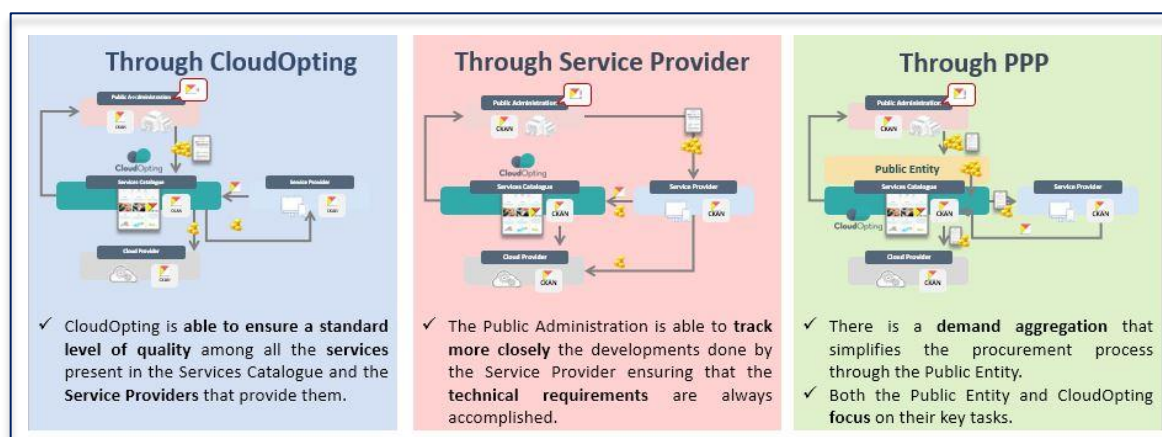 Through CloudOpting
Public Administration
CKAN
CloudOpting
Services Catalogue
Service Provider
CKAN
CKAN
Cloud Provider
CKAN
✓ CloudOpting is able to ensure a standard
level of quality among all the services
present in the Services Catalogue and the
Service Providers that provide them.
Through Service Provider
Public Administration
CKAN
CloudOpting
Services Catalogue
Service Provider
CKAN
CKAN
Cloud Provider
CKAN
✓ The Public Administration is able to track
more closely the developments done by
the Service Provider ensuring that the
technical requirements are always
accomplished.
Through PPP
Public Administration
CKAN
Public Entity
Services Catalogue
Service Provider
CloudOpting
CKAN
CKAN
Cloud Provider
CKAN
✓ There is a demand aggregation that
simplifies the procurement process
through the Public Entity.
✓ Both the Public Entity and CloudOpting
focus on their key tasks.